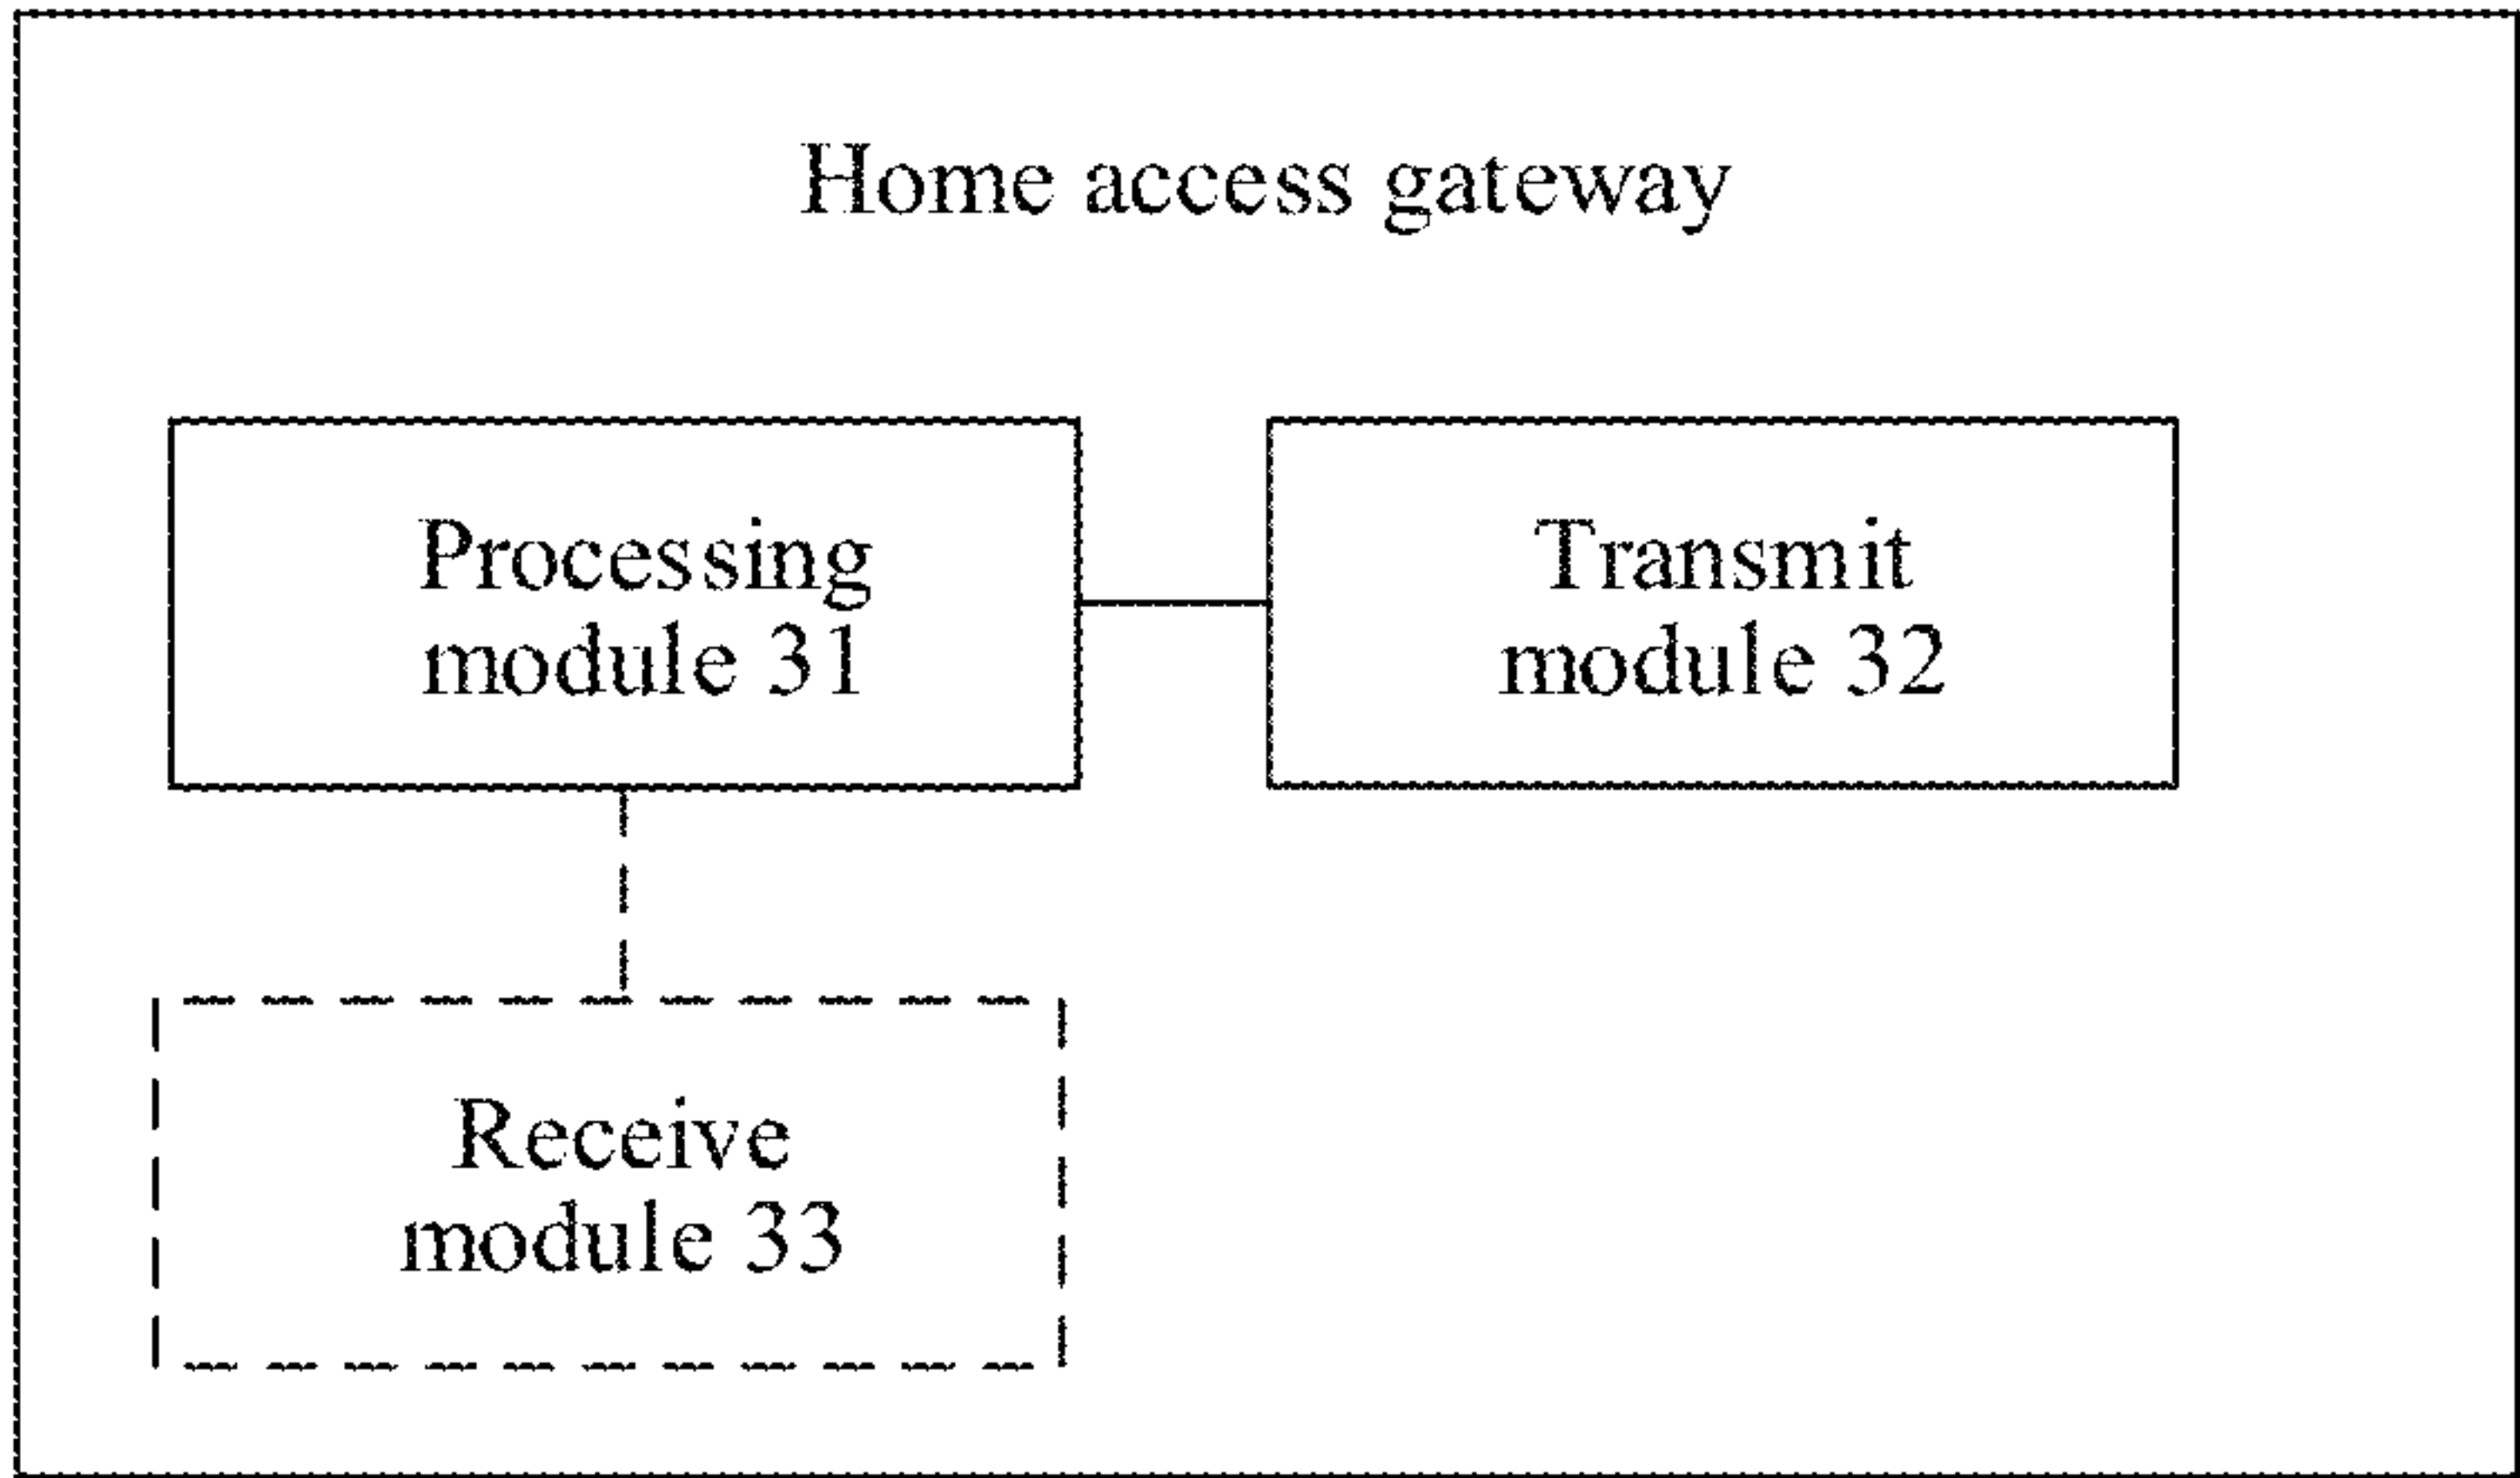 Home access gateway
Processing
module 31
Transmit
module 32
Receive
module 33